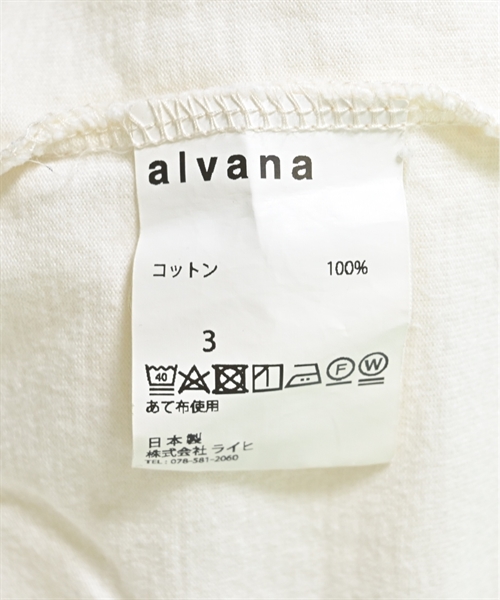 alvana
コットン 100%
3
40 F W
あて布使用
日本製
株式会社 ライヒ
TEL: 078-581-2060